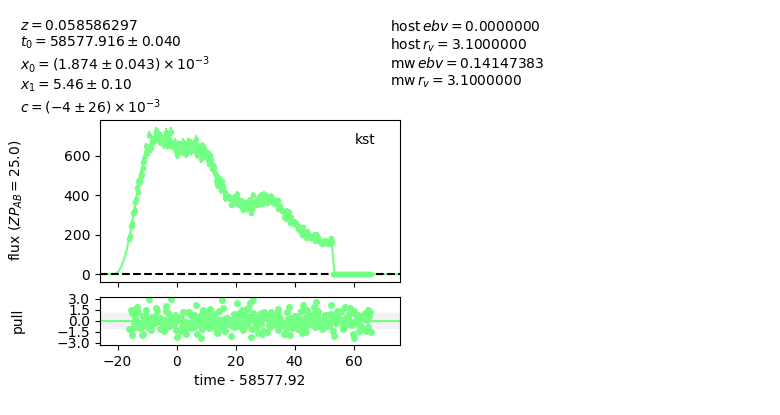 z = 0.058586297
t₀ = 58577.916 ± 0.040
x₀ = (1.874 ± 0.043) × 10⁻³
x₁ = 5.46 ± 0.10
c = (−4 ± 26) × 10⁻³
host ebv = 0.0000000
host r_v = 3.1000000
mw ebv = 0.14147383
mw r_v = 3.1000000
kst
flux (ZP_AB = 25.0)
600
400
200
0
pull
3.0
1.5
0.0
−1.5
−3.0
−20 0 20 40 60
time - 58577.92